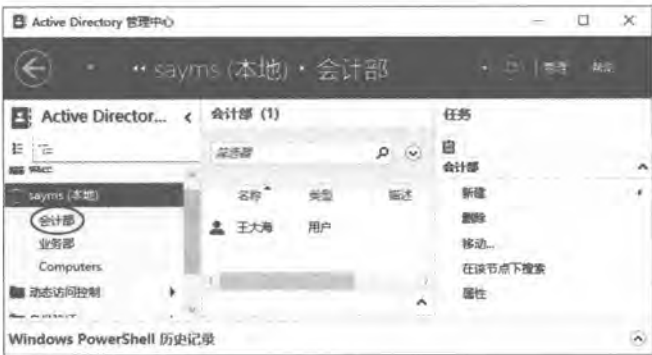 Active Directory 管理中心
sayms (本地) • 会计部
管理
Active Director...
会计部 (1)
任务
筛选器
会计部
sayms (本地)
名称
类型
描述
新建
会计部
王大海
用户
删除
业务部
移动...
Computers
在该节点下搜索
动态访问控制
属性
Windows PowerShell 历史记录